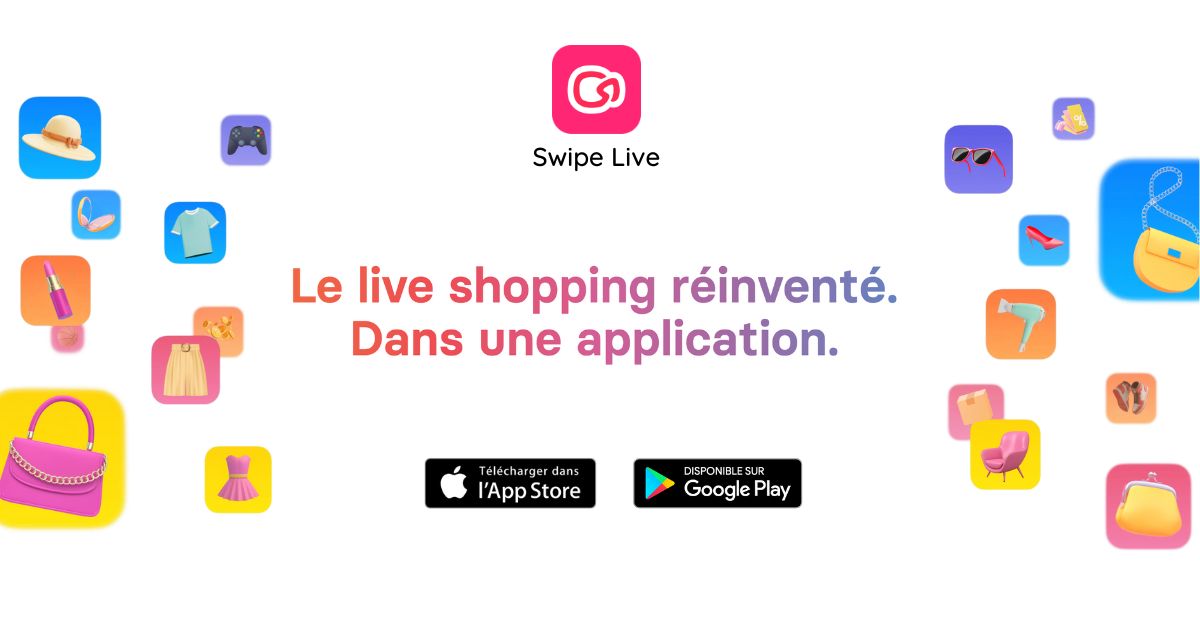 Swipe Live
Le live shopping réinventé.
Dans une application.
Télécharger dans
l'App Store
DISPONIBLE SUR
Google Play
%